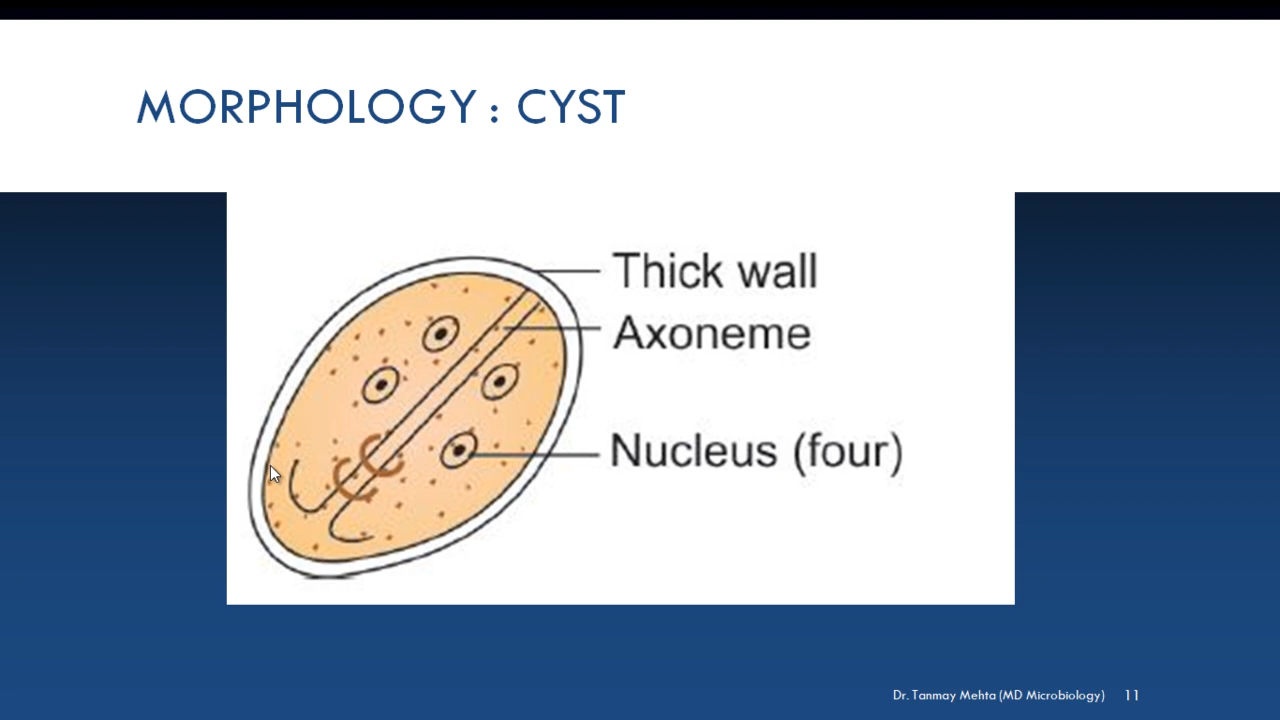 MORPHOLOGY : CYST
Thick wall
Axoneme
Nucleus (four)
Dr. Tanmay Mehta (MD Microbiology) 11